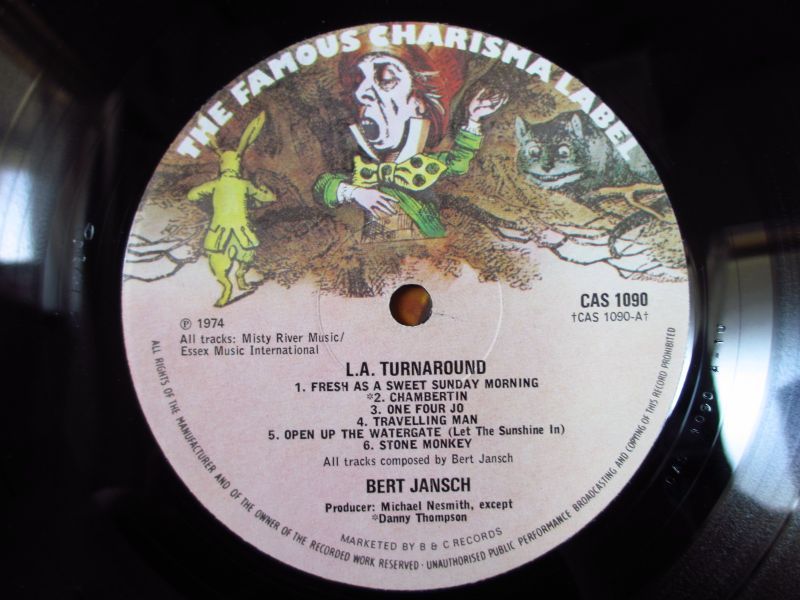 THE FAMOUS CHARISMA LABEL
CAS 1090
†CAS 1090-A†
℗ 1974
All tracks: Misty River Music/
Essex Music International
L.A. TURNAROUND
1. FRESH AS A SWEET SUNDAY MORNING
*2. CHAMBERTIN
3. ONE FOUR JO
4. TRAVELLING MAN
5. OPEN UP THE WATERGATE (Let The Sunshine In)
6. STONE MONKEY
All tracks composed by Bert Jansch
BERT JANSCH
Producer: Michael Nesmith, except
*Danny Thompson
MARKETED BY B & C RECORDS
ALL RIGHTS OF THE MANUFACTURER AND OF THE OWNER OF THE RECORDED WORK RESERVED · UNAUTHORISED PUBLIC PERFORMANCE BROADCASTING AND COPYING OF THIS RECORD PROHIBITED